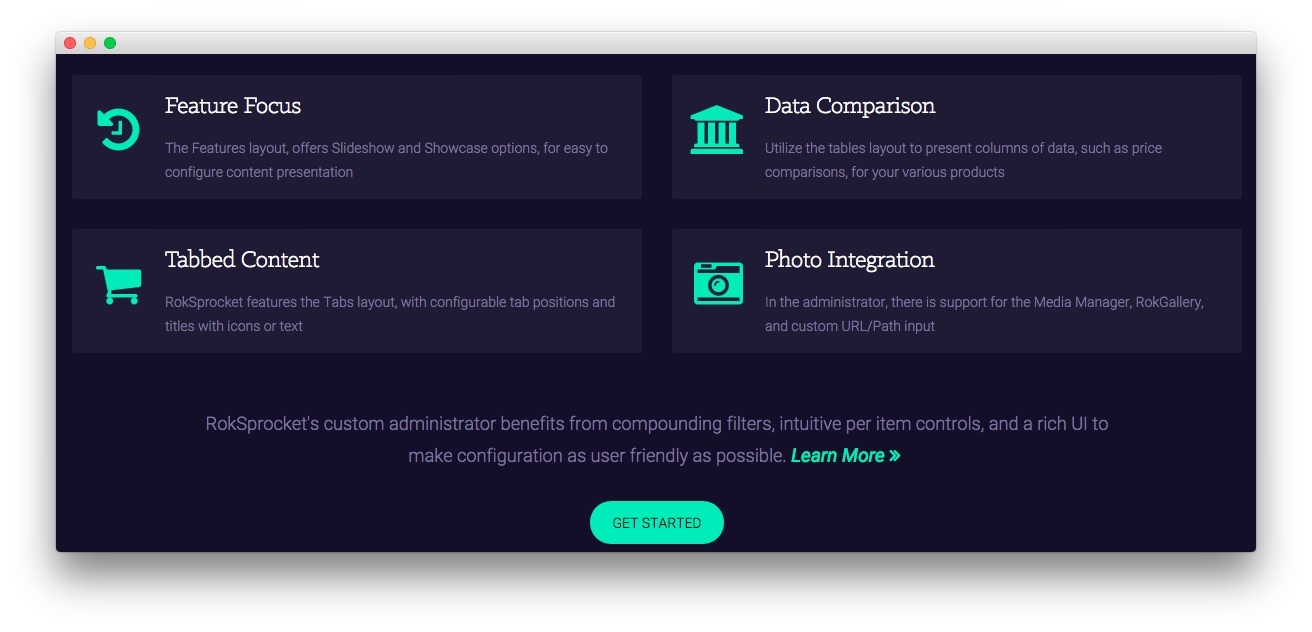 Feature Focus
The Features layout, offers Slideshow and Showcase options, for easy to
configure content presentation
Data Comparison
Utilize the tables layout to present columns of data, such as price
comparisons, for your various products
Tabbed Content
RokSprocket features the Tabs layout, with configurable tab positions and
titles with icons or text
Photo Integration
In the administrator, there is support for the Media Manager, RokGallery,
and custom URL/Path input
RokSprocket's custom administrator benefits from compounding filters, intuitive per item controls, and a rich UI to
make configuration as user friendly as possible. Learn More »
GET STARTED